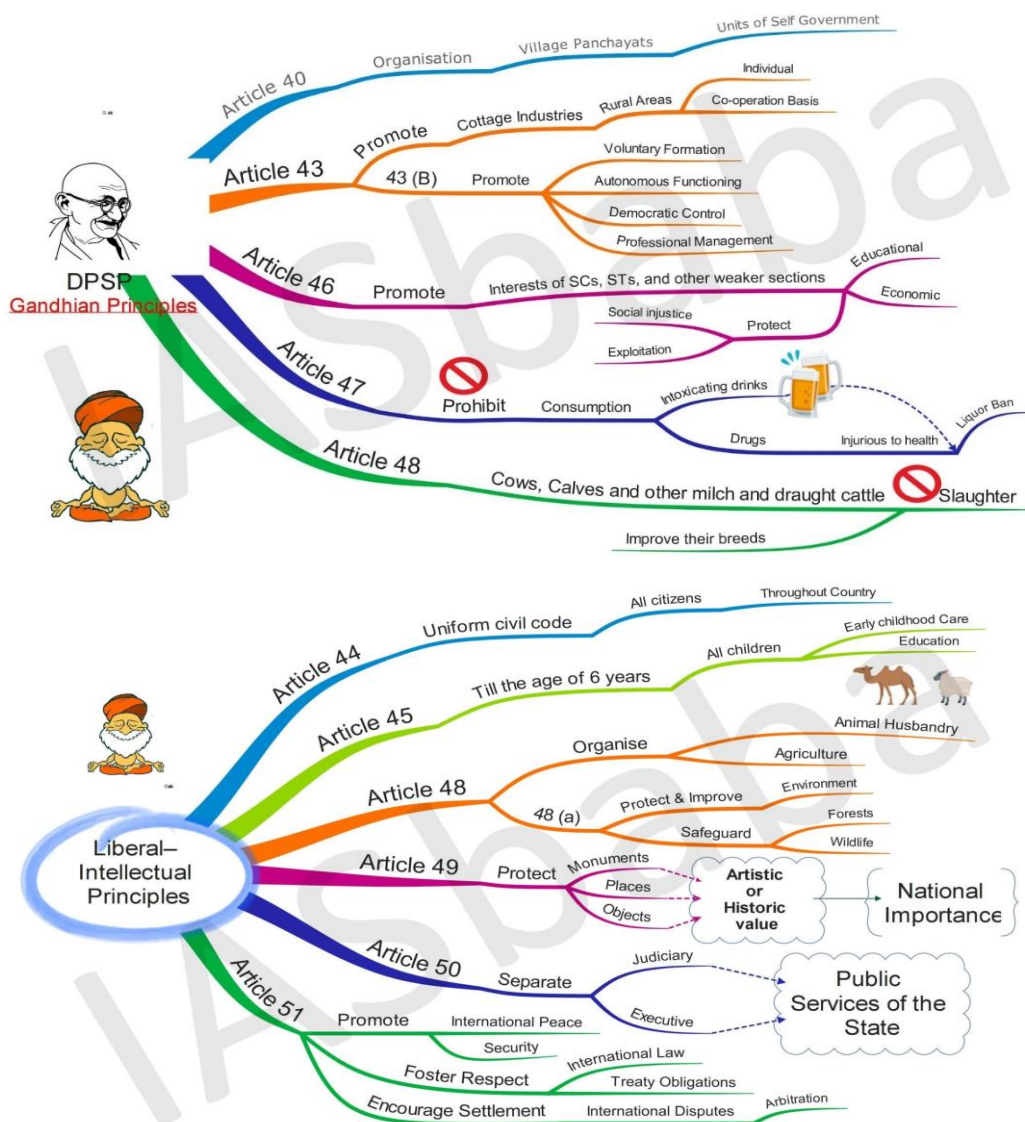 Article 40
Organisation
Village Panchayats
Units of Self Government
Article 43
Promote
Cottage Industries
Rural Areas
Individual
Co-operation Basis
43 (B)
Promote
Voluntary Formation
Autonomous Functioning
Democratic Control
Professional Management
DPSP
Gandhian Principles
Article 46
Promote
Interests of SCs, STs, and other weaker sections
Educational
Economic
Protect
Social injustice
Exploitation
Article 47
Prohibit
Consumption
Intoxicating drinks
Drugs
Injurious to health
Liquor Ban
Article 48
Cows, Calves and other milch and draught cattle
Slaughter
Improve their breeds
IASbaba
Liberal–
Intellectual
Principles
Article 44
Uniform civil code
All citizens
Throughout Country
Article 45
Till the age of 6 years
All children
Early childhood Care
Education
Article 48
Organise
Animal Husbandry
Agriculture
48 (a)
Protect & Improve
Environment
Safeguard
Forests
Wildlife
Article 49
Protect
Monuments
Places
Objects
Artistic
or
Historic
value
National
Importance
Article 50
Separate
Judiciary
Executive
Public
Services of the
State
Article 51
Promote
International Peace
Security
Foster Respect
International Law
Treaty Obligations
Encourage Settlement
International Disputes
Arbitration
IASbaba